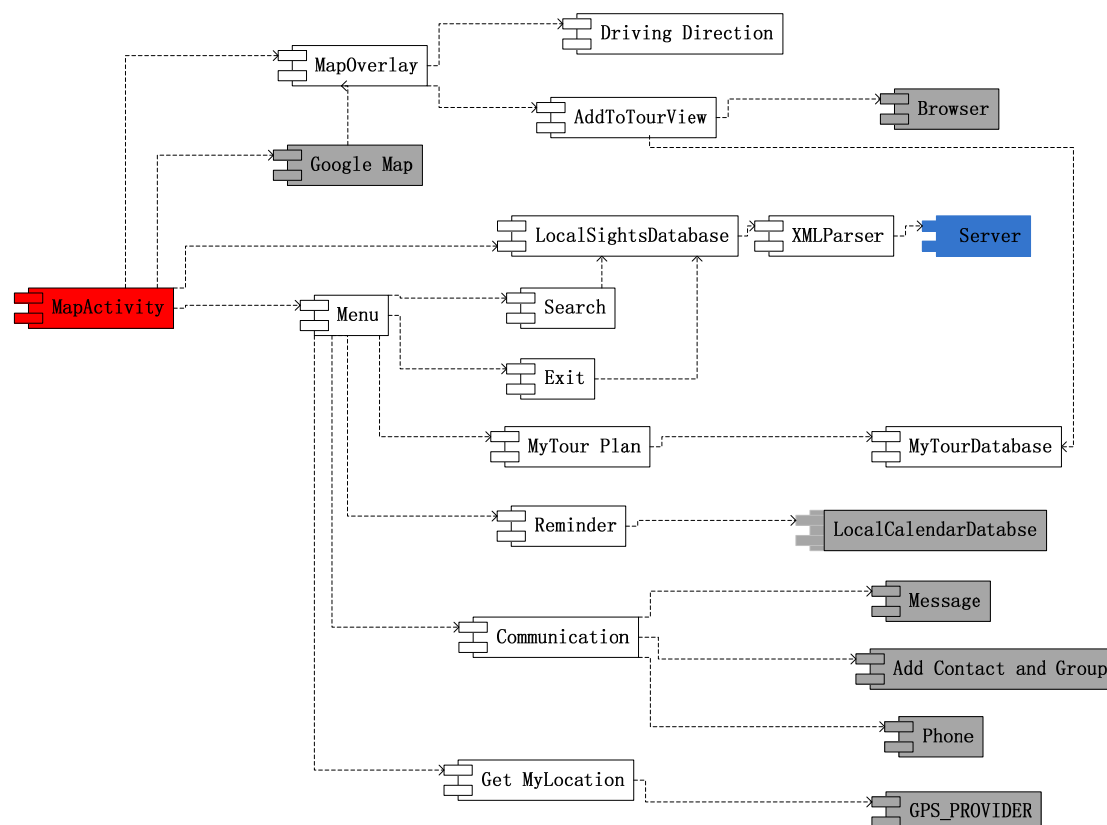 Driving Direction
MapOverlay
Browser
AddToTourView
Google Map
LocalSightsDatabase
XMLParser
Server
MapActivity
Menu
Search
Exit
MyTour Plan
MyTourDatabase
Reminder
LocalCalendarDatabse
Message
Communication
Add Contact and Group
Phone
Get MyLocation
GPS_PROVIDER